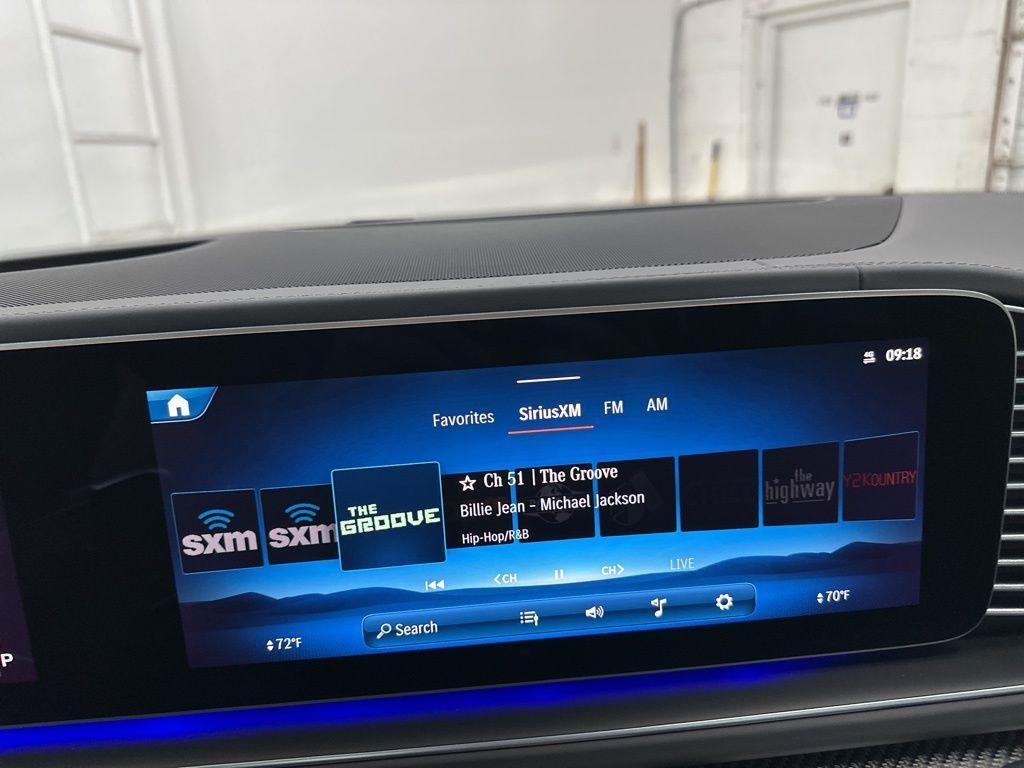 4G 09:18
Favorites SiriusXM FM AM
Ch 51 | The Groove
Billie Jean - Michael Jackson
Hip-Hop/R&B
sxm
sxm
THE
GROOVE
the
highway
Y2KOUNTRY
<CH CH> LIVE
Search
72°F
70°F
P